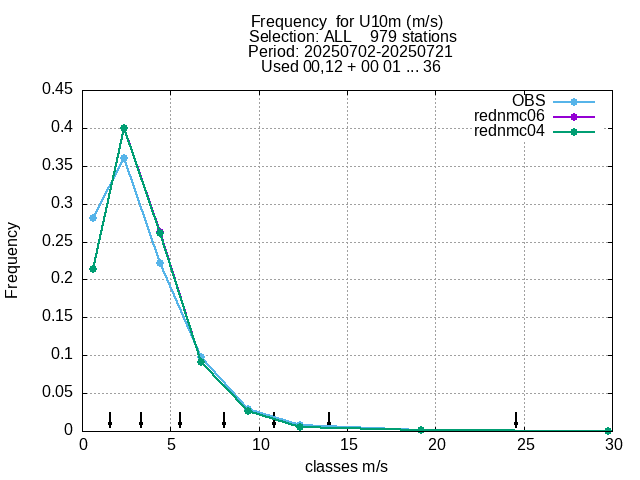 Frequency  for U10m (m/s)
Selection: ALL    979 stations
Period: 20250702-20250721
Used 00,12 + 00 01 ... 36
OBS
rednmc06
rednmc04
0.45
0.4
0.35
0.3
0.25
0.2
0.15
0.1
0.05
0
Frequency
0 5 10 15 20 25 30
classes m/s